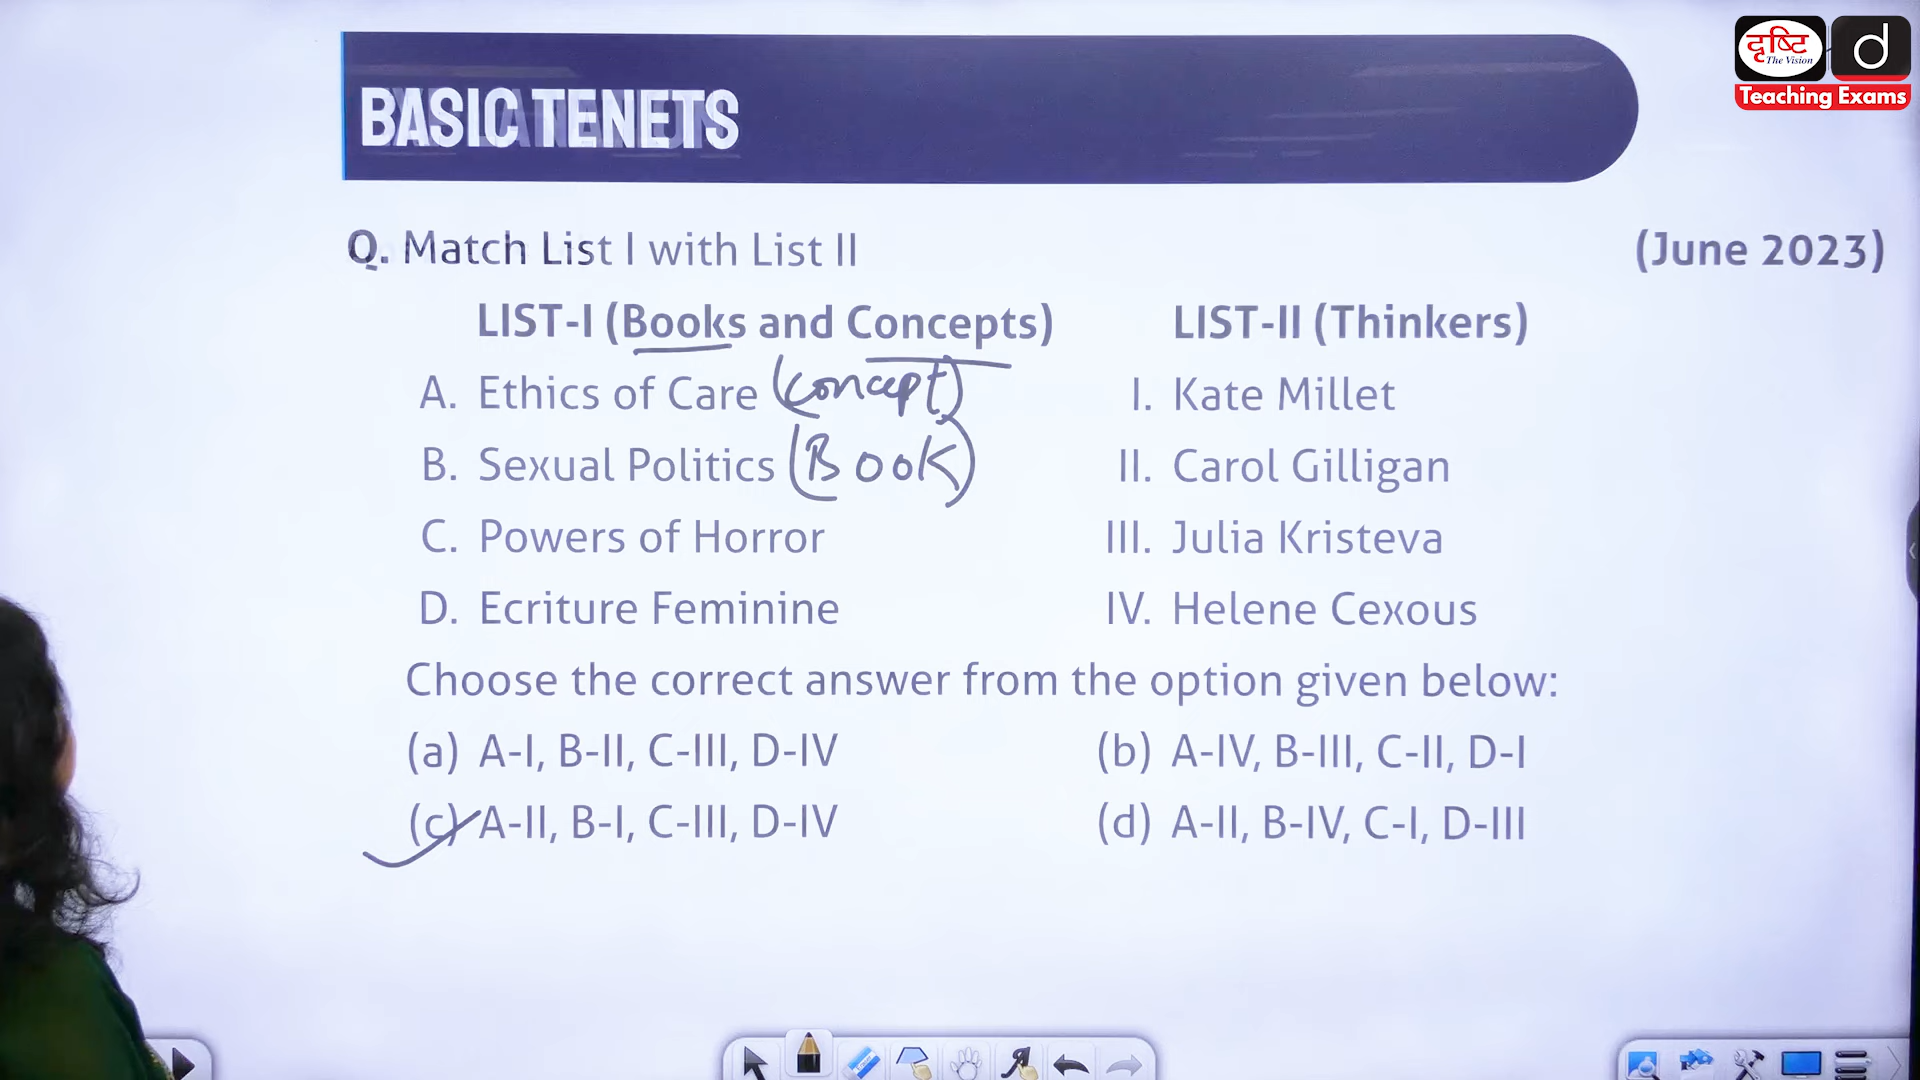 दृष्टि
The Vision
d
Teaching Exams
BASIC TENETS
Q. Match List I with List II (June 2023)
LIST-I (Books and Concepts) LIST-II (Thinkers)
A. Ethics of Care (concept) I. Kate Millet
B. Sexual Politics (Book) II. Carol Gilligan
C. Powers of Horror III. Julia Kristeva
D. Ecriture Feminine IV. Helene Cexous
Choose the correct answer from the option given below:
(a) A-I, B-II, C-III, D-IV (b) A-IV, B-III, C-II, D-I
(c) A-II, B-I, C-III, D-IV (d) A-II, B-IV, C-I, D-III